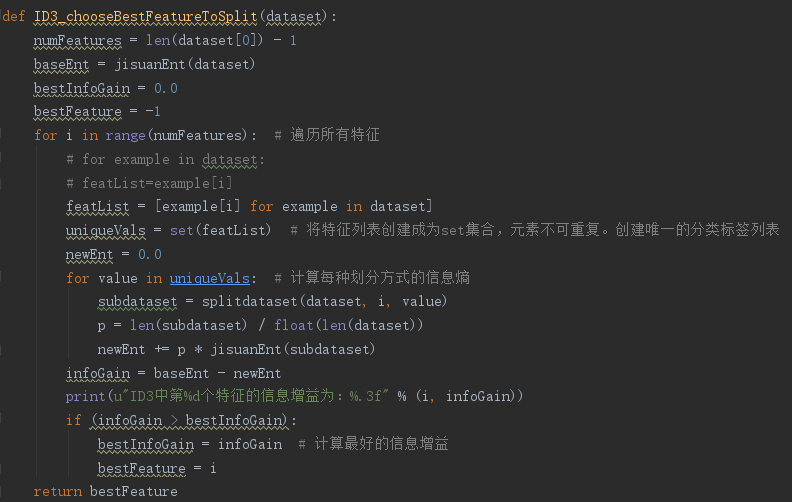 def ID3_chooseBestFeatureToSplit(dataset):
    numFeatures = len(dataset[0]) - 1
    baseEnt = jisuanEnt(dataset)
    bestInfoGain = 0.0
    bestFeature = -1
    for i in range(numFeatures):  # 遍历所有特征
        # for example in dataset:
        # featList=example[i]
        featList = [example[i] for example in dataset]
        uniqueVals = set(featList)  # 将特征列表创建成为set集合，元素不可重复。创建唯一的分类标签列表
        newEnt = 0.0
        for value in uniqueVals:  # 计算每种划分方式的信息熵
            subdataset = splitdataset(dataset, i, value)
            p = len(subdataset) / float(len(dataset))
            newEnt += p * jisuanEnt(subdataset)
        infoGain = baseEnt - newEnt
        print(u"ID3中第%d个特征的信息增益为：%.3f" % (i, infoGain))
        if (infoGain > bestInfoGain):
            bestInfoGain = infoGain  # 计算最好的信息增益
            bestFeature = i
    return bestFeature